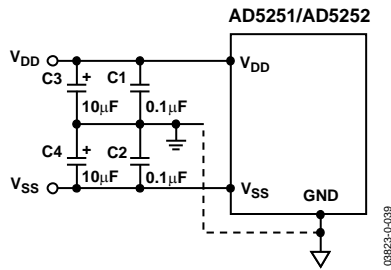 AD5251/AD5252
VDD
VDD
C3
+
C1
10µF
0.1µF
C4
+
C2
10µF
0.1µF
VSS
VSS
GND
03823-0-039